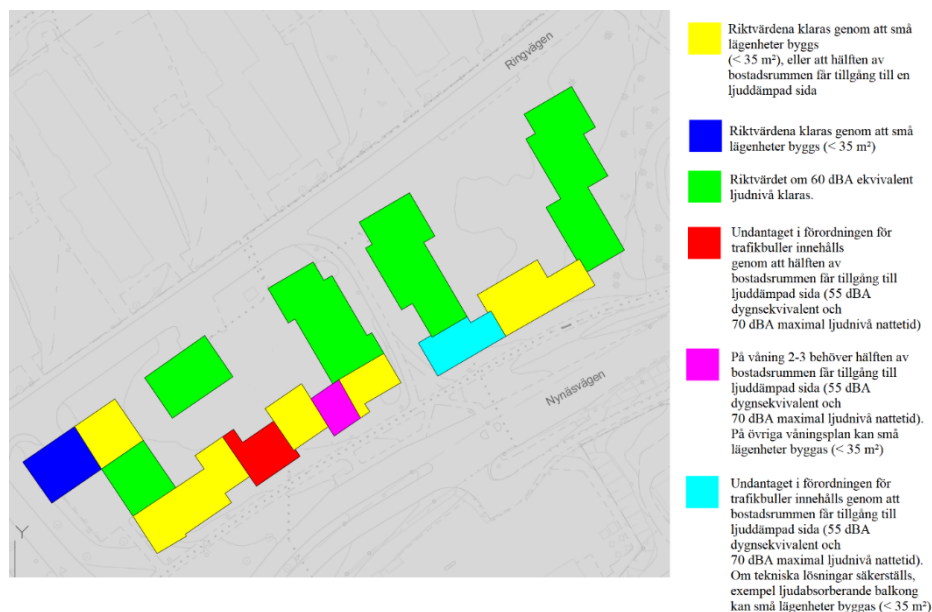 Ringvägen
Nynäsvägen
Y
Riktvärdena klaras genom att små
lägenheter byggs
(< 35 m²), eller att hälften av
bostadsrummen får tillgång till en
ljuddämpad sida
Riktvärdena klaras genom att små
lägenheter byggs (< 35 m²)
Riktvärdet om 60 dBA ekvivalent
ljudnivå klaras.
Undantaget i förordningen för
trafikbuller innehålls
genom att hälften av
bostadsrummen får tillgång till
ljuddämpad sida (55 dBA
dygnsekvivalent och
70 dBA maximal ljudnivå nattetid)
På våning 2-3 behöver hälften av
bostadsrummen får tillgång till
ljuddämpad sida (55 dBA
dygnsekvivalent och
70 dBA maximal ljudnivå nattetid).
På övriga våningsplan kan små
lägenheter byggas (< 35 m²)
Undantaget i förordningen för
trafikbuller innehålls genom att
bostadsrummen får tillgång till
ljuddämpad sida (55 dBA
dygnsekvivalent och
70 dBA maximal ljudnivå nattetid).
Om tekniska lösningar säkerställs,
exempel ljudabsorberande balkong
kan små lägenheter byggas (< 35 m²)